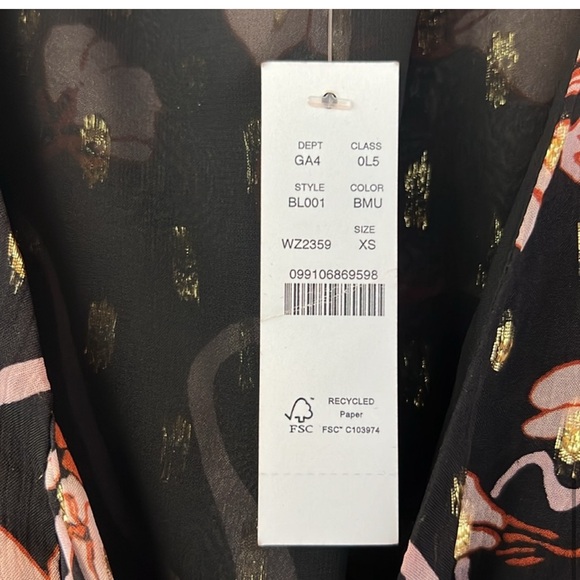 DEPT CLASS
GA4 0L5
STYLE COLOR
BL001 BMU
SIZE
WZ2359 XS
099106869598
RECYCLED
Paper
FSC FSC™ C103974